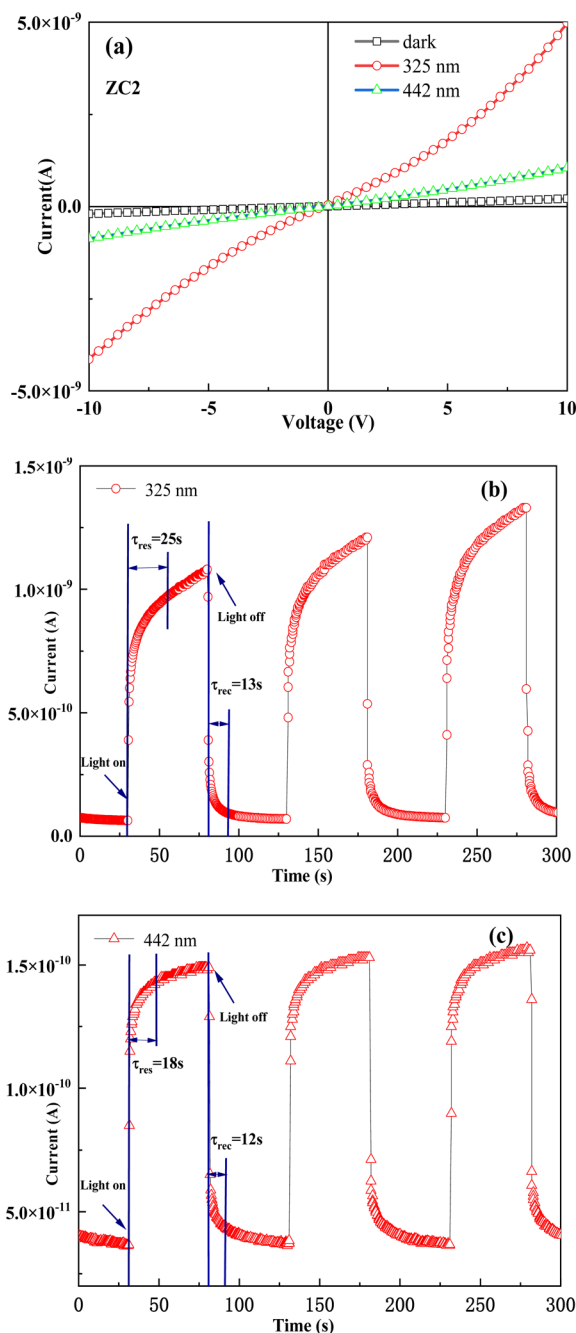 (a)
ZC2
dark
325 nm
442 nm
5.0×10⁻⁹
0.0
-5.0×10⁻⁹
Current(A)
-10
-5
0
5
10
Voltage (V)
(b)
325 nm
1.5×10⁻⁹
1.0×10⁻⁹
5.0×10⁻¹⁰
0.0
Current (A)
τres=25s
Light off
τrec=13s
Light on
0
50
100
150
200
250
300
Time (s)
(c)
442 nm
1.5×10⁻¹⁰
1.0×10⁻¹⁰
5.0×10⁻¹¹
Current (A)
Light off
τres=18s
τrec=12s
Light on
0
50
100
150
200
250
300
Time (s)